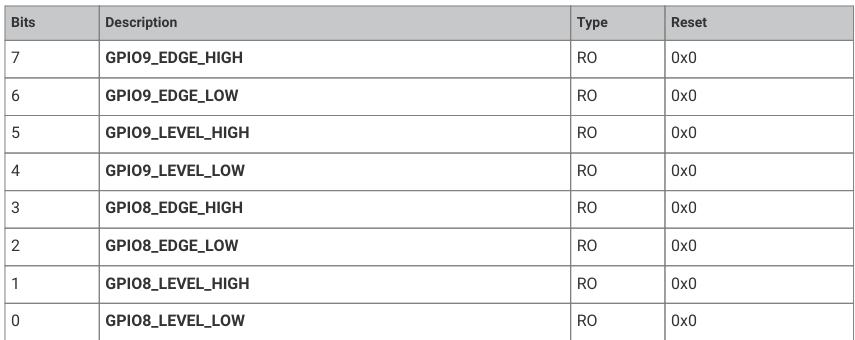 Bits Description Type Reset
7 GPIO9_EDGE_HIGH RO 0x0
6 GPIO9_EDGE_LOW RO 0x0
5 GPIO9_LEVEL_HIGH RO 0x0
4 GPIO9_LEVEL_LOW RO 0x0
3 GPIO8_EDGE_HIGH RO 0x0
2 GPIO8_EDGE_LOW RO 0x0
1 GPIO8_LEVEL_HIGH RO 0x0
0 GPIO8_LEVEL_LOW RO 0x0